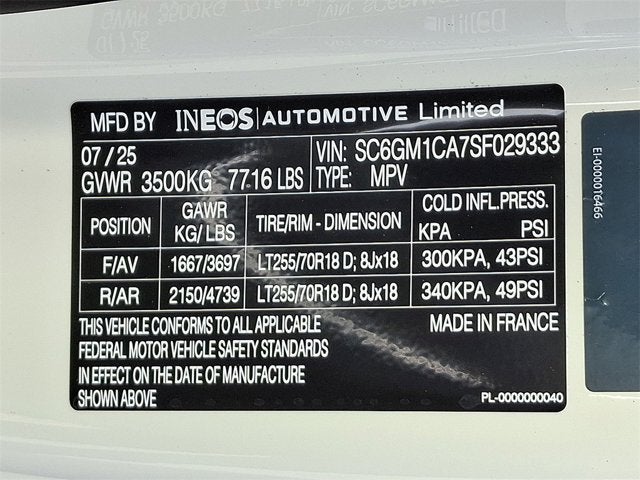 MFD BY INEOS | AUTOMOTIVE Limited
07 / 25 VIN: SC6GM1CA7SF029333
GVWR 3500KG 7716 LBS TYPE: MPV
POSITION GAWR KG/ LBS TIRE/RIM - DIMENSION COLD INFL.PRESS. KPA PSI
F/AV 1667/3697 LT255/70R18 D; 8Jx18 300KPA, 43PSI
R/AR 2150/4739 LT255/70R18 D; 8Jx18 340KPA, 49PSI
THIS VEHICLE CONFORMS TO ALL APPLICABLE MADE IN FRANCE
FEDERAL MOTOR VEHICLE SAFETY STANDARDS
IN EFFECT ON THE DATE OF MANUFACTURE
SHOWN ABOVE PL-0000000040
EI-0000016466